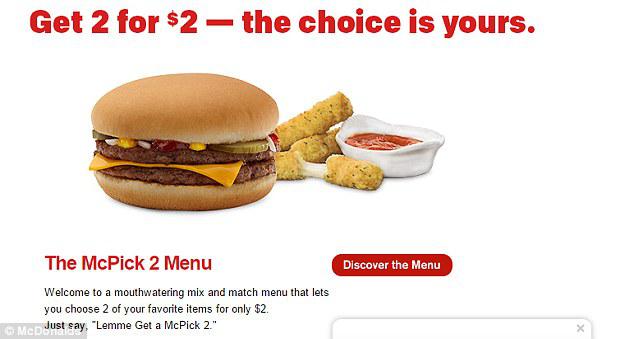 Get 2 for $2 — the choice is yours.
The McPick 2 Menu
Discover the Menu
Welcome to a mouthwatering mix and match menu that lets
you choose 2 of your favorite items for only $2.
Just say, "Lemme Get a McPick 2."
© McDonalds